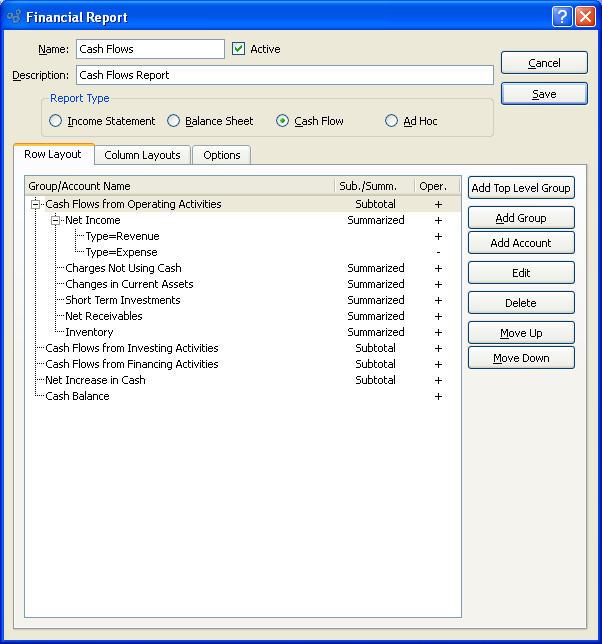 Financial Report
Name: Cash Flows Active
Description: Cash Flows Report
Cancel
Save
Report Type
Income Statement Balance Sheet Cash Flow Ad Hoc
Row Layout Column Layouts Options
Group/Account Name Sub./Summ. Oper.
Cash Flows from Operating Activities Subtotal +
Net Income Summarized +
Type=Revenue +
Type=Expense -
Charges Not Using Cash Summarized +
Changes in Current Assets Summarized +
Short Term Investments Summarized +
Net Receivables Summarized +
Inventory Summarized +
Cash Flows from Investing Activities Subtotal +
Cash Flows from Financing Activities Subtotal +
Net Increase in Cash Subtotal +
Cash Balance +
Add Top Level Group
Add Group
Add Account
Edit
Delete
Move Up
Move Down